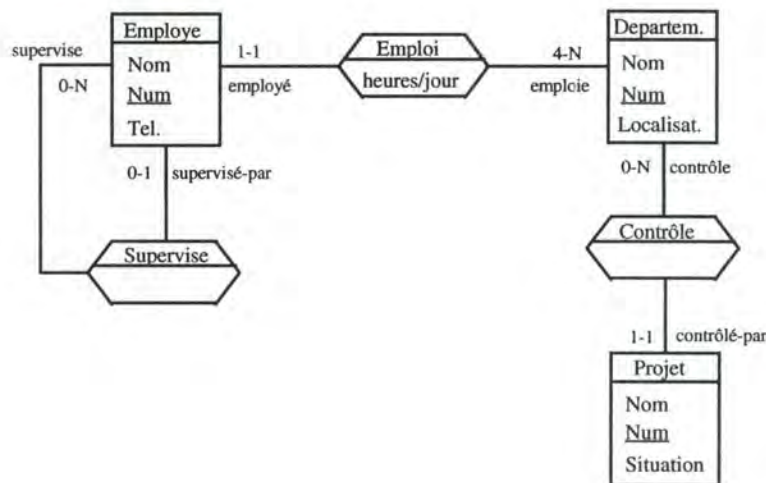 Employe
Nom
Num
Tel.
supervise
0-N
1-1
employé
Emploi
heures/jour
4-N
emploie
Departem.
Nom
Num
Localisat.
0-1 supervisé-par
0-N contrôle
Supervise
Contrôle
1-1 contrôlé-par
Projet
Nom
Num
Situation